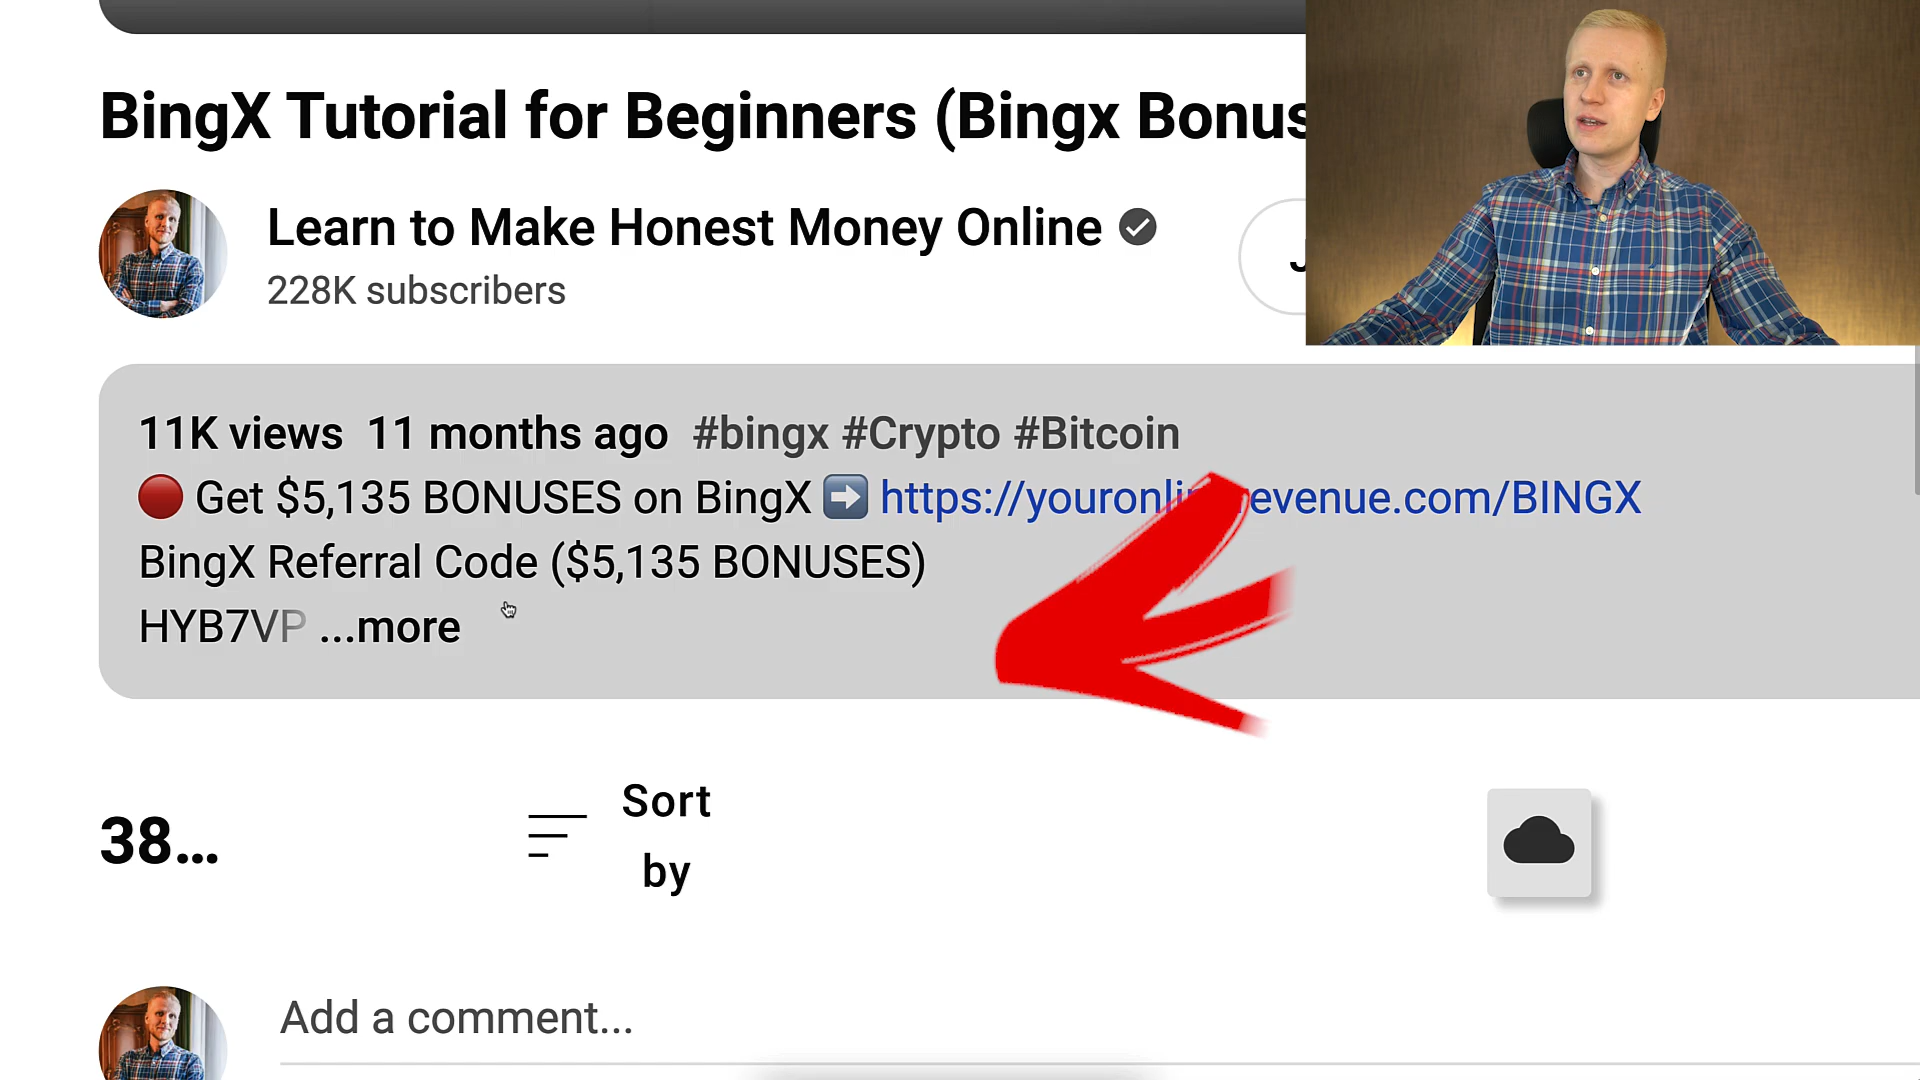 BingX Tutorial for Beginners (Bingx Bonus
Learn to Make Honest Money Online
228K subscribers
11K views 11 months ago #bingx #Crypto #Bitcoin
Get $5,135 BONUSES on BingX ➡ https://youronli revenue.com/BINGX
BingX Referral Code ($5,135 BONUSES)
HYB7VP ...more
38...
Sort
by
Add a comment...